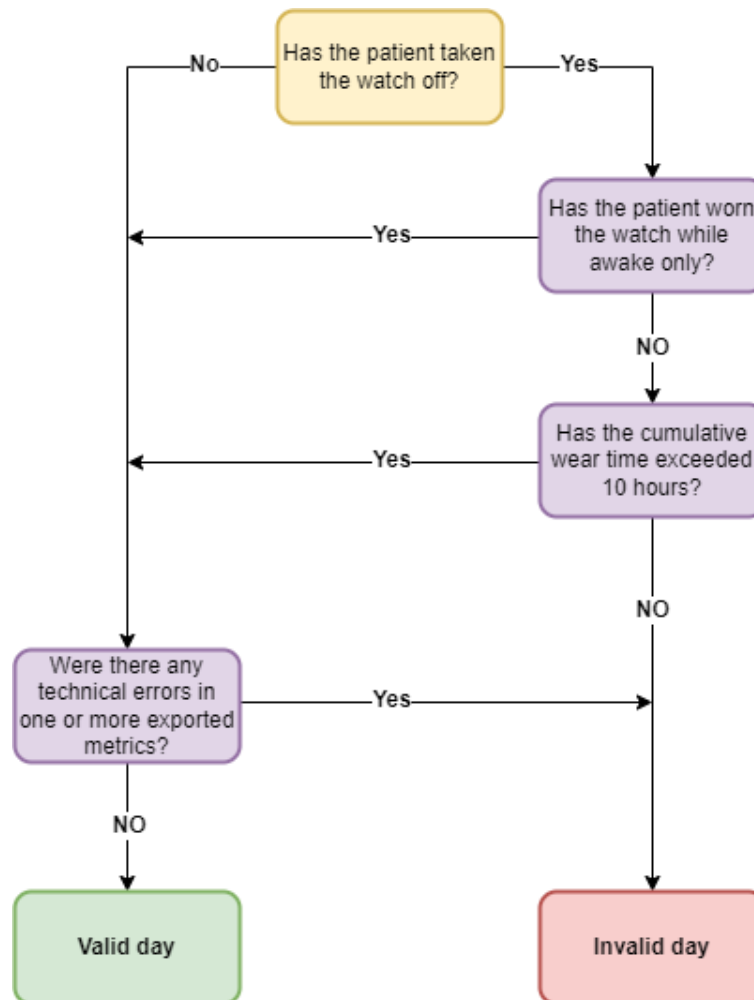 Has the patient taken
the watch off?
No
Yes
Has the patient worn
the watch while
awake only?
Yes
NO
Has the cumulative
wear time exceeded
10 hours?
Yes
NO
Were there any
technical errors in
one or more exported
metrics?
Yes
NO
Valid day
Invalid day